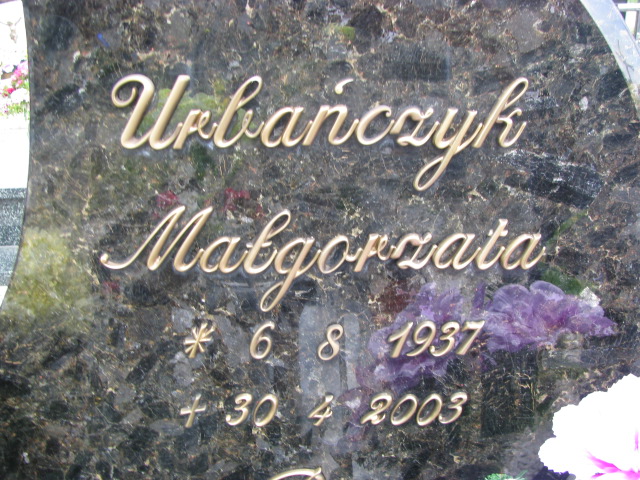 Urbańczyk
Małgorzata
* 6 8 1937
+ 30 4 2003